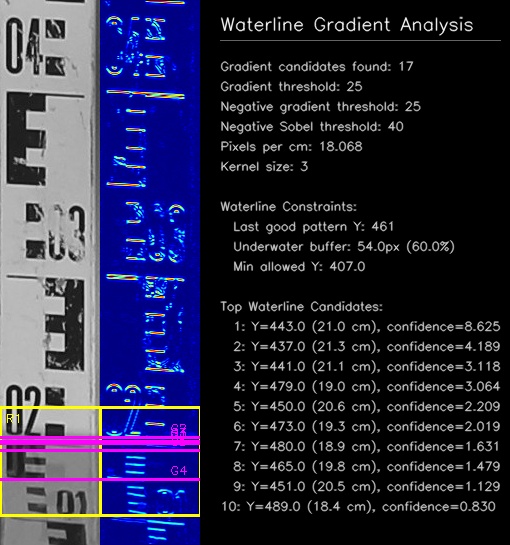 Waterline Gradient Analysis
Gradient candidates found: 17
Gradient threshold: 25
Negative gradient threshold: 25
Negative Sobel threshold: 40
Pixels per cm: 18.068
Kernel size: 3
Waterline Constraints:
Last good pattern Y: 461
Underwater buffer: 54.0px (60.0%)
Min allowed Y: 407.0
Top Waterline Candidates:
1: Y=443.0 (21.0 cm), confidence=8.625
2: Y=437.0 (21.3 cm), confidence=4.189
3: Y=441.0 (21.1 cm), confidence=3.118
4: Y=479.0 (19.0 cm), confidence=3.064
5: Y=450.0 (20.6 cm), confidence=2.209
6: Y=473.0 (19.3 cm), confidence=2.019
7: Y=480.0 (18.9 cm), confidence=1.631
8: Y=465.0 (19.8 cm), confidence=1.479
9: Y=451.0 (20.5 cm), confidence=1.129
10: Y=489.0 (18.4 cm), confidence=0.830
04
03
02
R1
G4
01